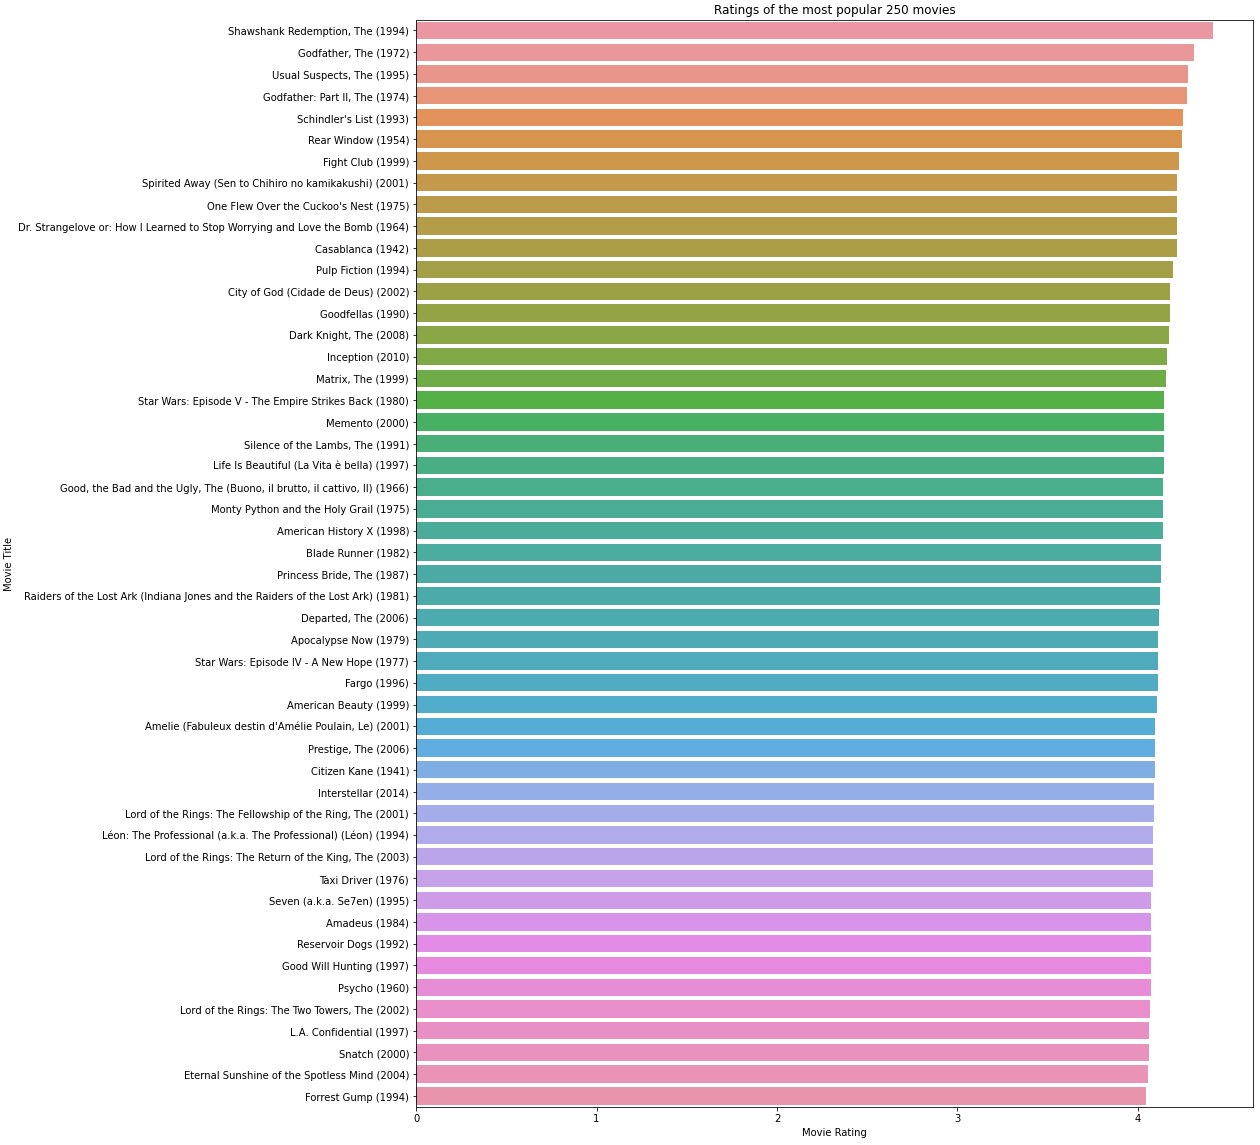 Ratings of the most popular 250 movies
Shawshank Redemption, The (1994)
Godfather, The (1972)
Usual Suspects, The (1995)
Godfather: Part II, The (1974)
Schindler's List (1993)
Rear Window (1954)
Fight Club (1999)
Spirited Away (Sen to Chihiro no kamikakushi) (2001)
One Flew Over the Cuckoo's Nest (1975)
Dr. Strangelove or: How I Learned to Stop Worrying and Love the Bomb (1964)
Casablanca (1942)
Pulp Fiction (1994)
City of God (Cidade de Deus) (2002)
Goodfellas (1990)
Dark Knight, The (2008)
Inception (2010)
Matrix, The (1999)
Star Wars: Episode V - The Empire Strikes Back (1980)
Memento (2000)
Silence of the Lambs, The (1991)
Life Is Beautiful (La Vita è bella) (1997)
Good, the Bad and the Ugly, The (Buono, il brutto, il cattivo, Il) (1966)
Monty Python and the Holy Grail (1975)
American History X (1998)
Blade Runner (1982)
Princess Bride, The (1987)
Raiders of the Lost Ark (Indiana Jones and the Raiders of the Lost Ark) (1981)
Departed, The (2006)
Apocalypse Now (1979)
Star Wars: Episode IV - A New Hope (1977)
Fargo (1996)
American Beauty (1999)
Amelie (Fabuleux destin d'Amélie Poulain, Le) (2001)
Prestige, The (2006)
Citizen Kane (1941)
Interstellar (2014)
Lord of the Rings: The Fellowship of the Ring, The (2001)
Léon: The Professional (a.k.a. The Professional) (Léon) (1994)
Lord of the Rings: The Return of the King, The (2003)
Taxi Driver (1976)
Seven (a.k.a. Se7en) (1995)
Amadeus (1984)
Reservoir Dogs (1992)
Good Will Hunting (1997)
Psycho (1960)
Lord of the Rings: The Two Towers, The (2002)
L.A. Confidential (1997)
Snatch (2000)
Eternal Sunshine of the Spotless Mind (2004)
Forrest Gump (1994)
Movie Title
0 1 2 3 4
Movie Rating